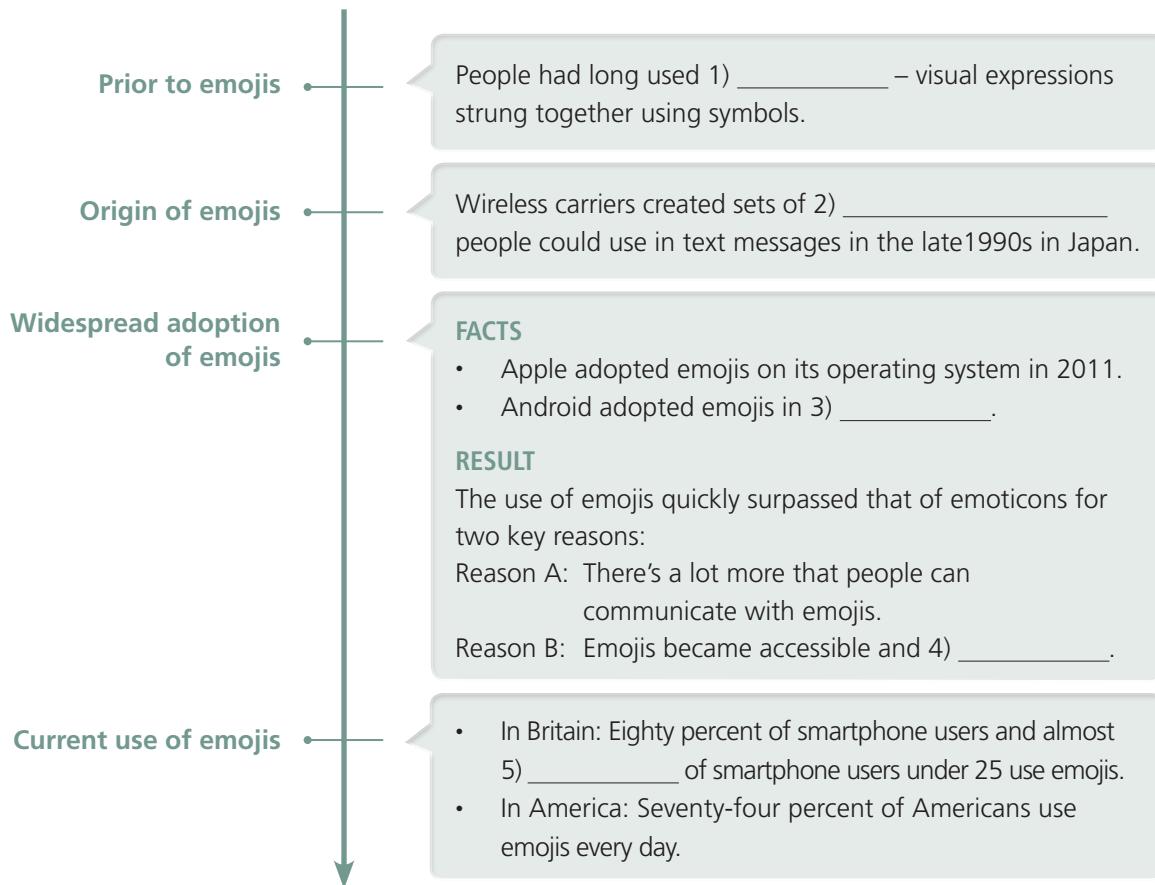 Prior to emojis
People had long used 1) ___________ – visual expressions
strung together using symbols.
Origin of emojis
Wireless carriers created sets of 2) ___________________
people could use in text messages in the late1990s in Japan.
Widespread adoption
of emojis
FACTS
• Apple adopted emojis on its operating system in 2011.
• Android adopted emojis in 3) ___________.
RESULT
The use of emojis quickly surpassed that of emoticons for
two key reasons:
Reason A: There’s a lot more that people can
communicate with emojis.
Reason B: Emojis became accessible and 4) ___________.
Current use of emojis
• In Britain: Eighty percent of smartphone users and almost
5) ___________ of smartphone users under 25 use emojis.
• In America: Seventy-four percent of Americans use
emojis every day.